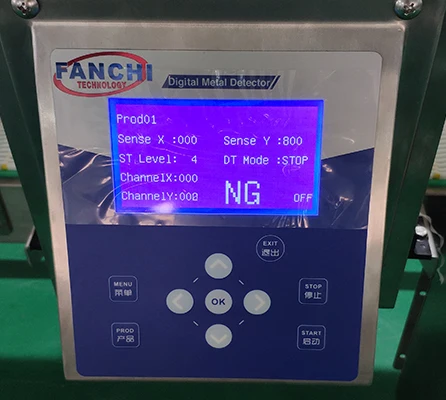 FANCHI
TECHNOLOGY
Digital Metal Detector
Prod01
Sense X :000 Sense Y :800
ST Level: 4 DT Mode :STOP
ChannelX:000
ChannelY:002 NG OFF
EXIT
退出
MENU
菜单
STOP
停止
OK
PROD
产品
START
启动